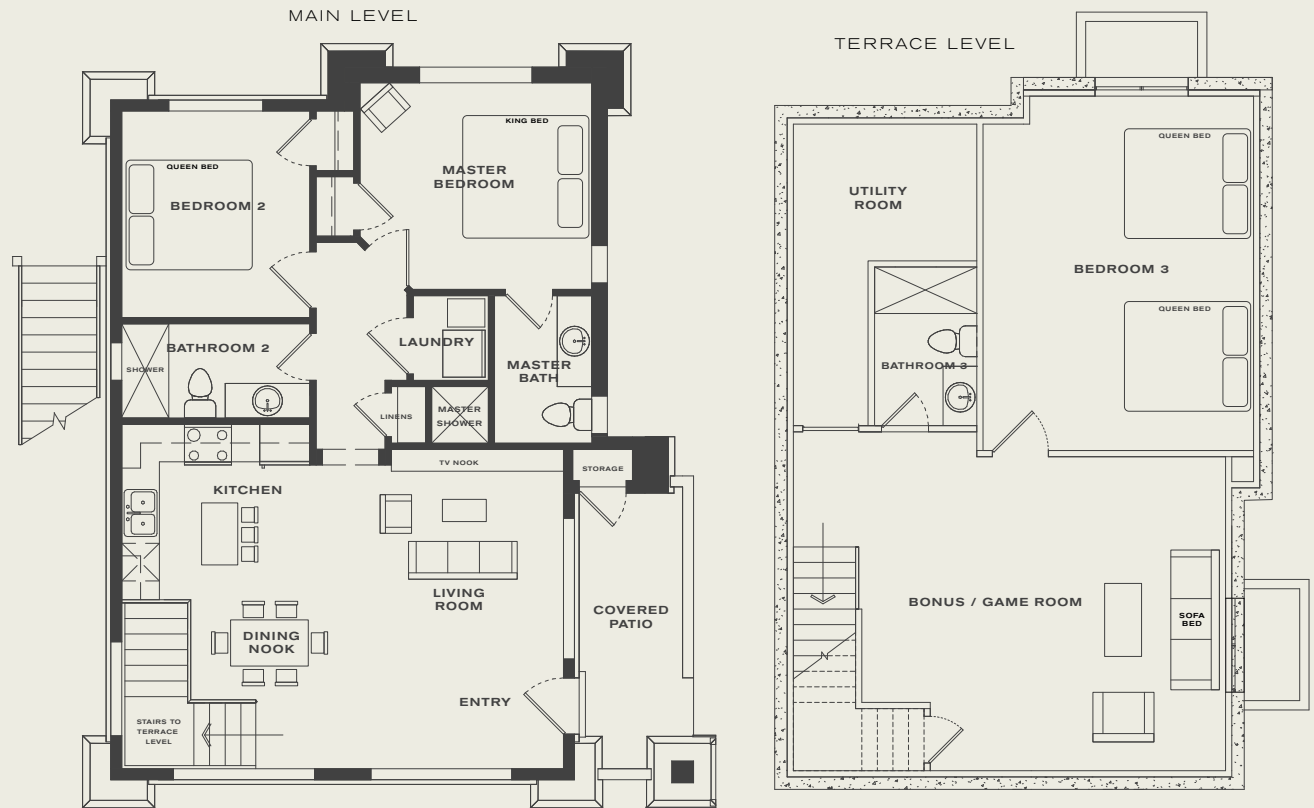 MAIN LEVEL
KING BED
MASTER
BEDROOM
QUEEN BED
BEDROOM 2
BATHROOM 2
SHOWER
LAUNDRY
MASTER
BATH
LINENS
MASTER
SHOWER
TV NOOK
STORAGE
KITCHEN
LIVING
ROOM
COVERED
PATIO
DINING
NOOK
ENTRY
STAIRS TO
TERRACE
LEVEL
TERRACE LEVEL
QUEEN BED
UTILITY
ROOM
BEDROOM 3
QUEEN BED
BATHROOM 3
BONUS / GAME ROOM
SOFA
BED